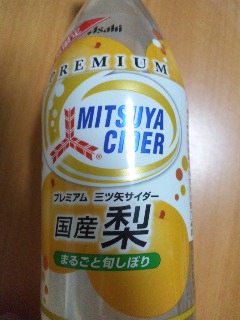 Asahi
PREMIUM
MITSUYA
CIDER
プレミアム 三ツ矢サイダー
国産 梨
まるごと旬しぼり